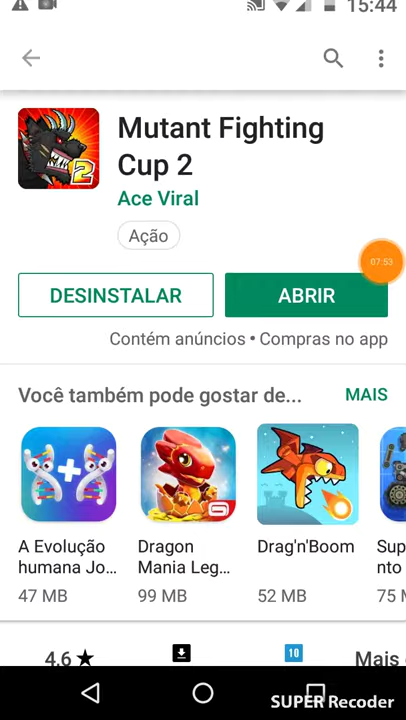 15:44
Mutant Fighting
Cup 2
Ace Viral
Ação
07:53
DESINSTALAR
ABRIR
Contém anúncios • Compras no app
Você também pode gostar de...
MAIS
A Evolução
humana Jo...
47 MB
Dragon
Mania Leg...
99 MB
Drag'n'Boom
52 MB
Sup
nto
75 M
4,6 ★
10
Mais
SUPER Recoder